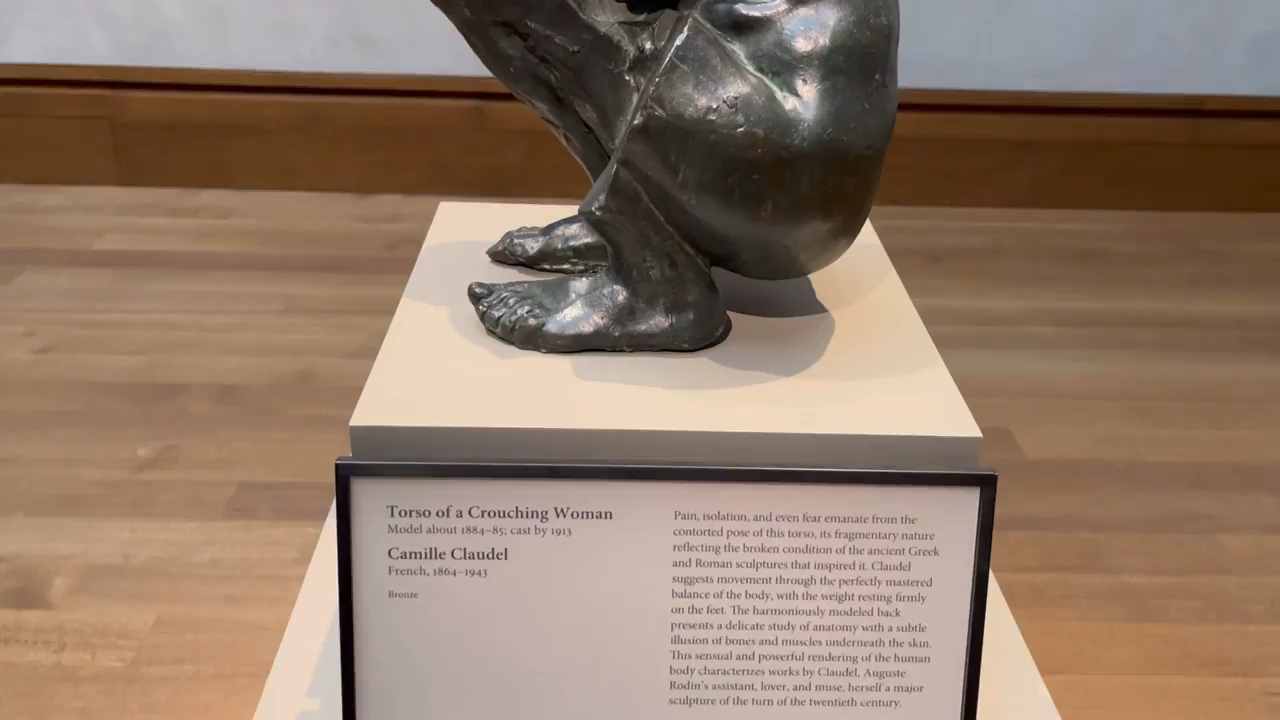 Torso of a Crouching Woman
Model about 1884–85; cast by 1913
Camille Claudel
French, 1864–1943
Bronze
Pain, isolation, and even fear emanate from the
contorted pose of this torso, its fragmentary nature
reflecting the broken condition of the ancient Greek
and Roman sculptures that inspired it. Claudel
suggests movement through the perfectly mastered
balance of the body, with the weight resting firmly
on the feet. The harmoniously modeled back
presents a delicate study of anatomy with a subtle
illusion of bones and muscles underneath the skin.
This sensual and powerful rendering of the human
body characterizes works by Claudel, Auguste
Rodin's assistant, lover, and muse, herself a major
sculpture of the turn of the twentieth century.